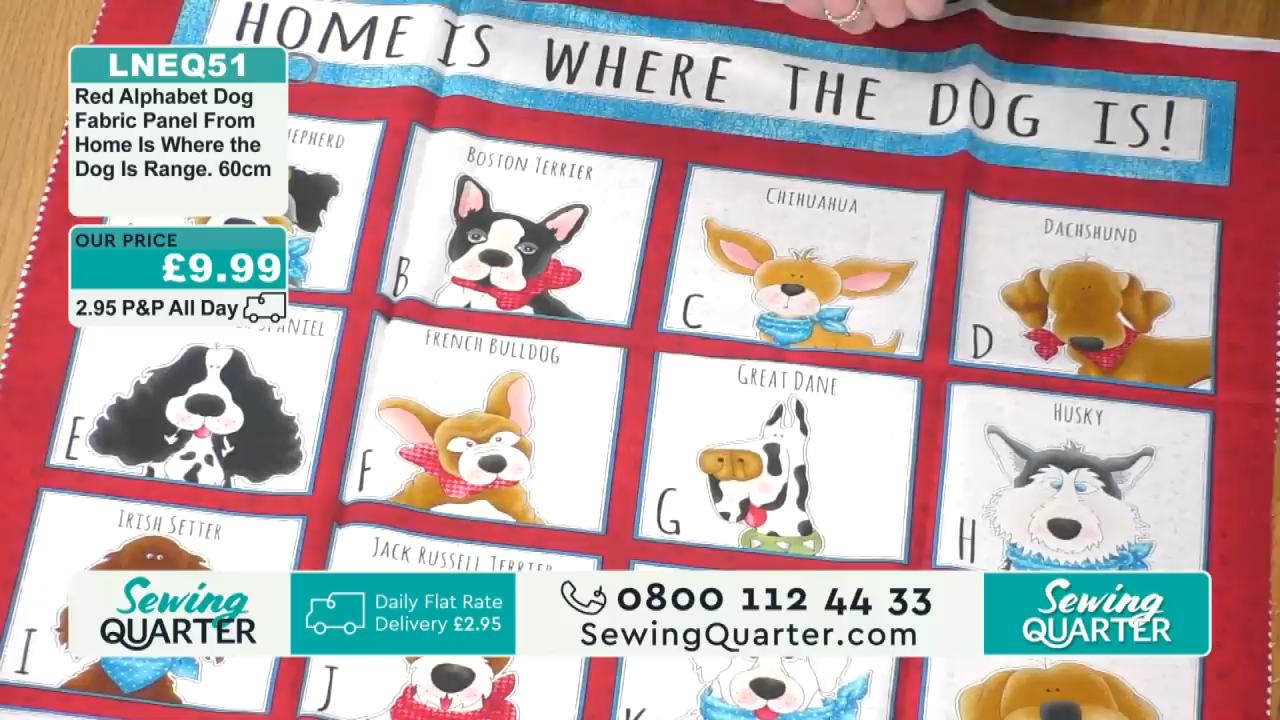 HOME IS WHERE THE DOG IS!
LNEQ51
Red Alphabet Dog
Fabric Panel From
Home Is Where the
Dog Is Range. 60cm
OUR PRICE
£9.99
2.95 P&P All Day
BOSTON TERRIER
B
CHIHUAHUA
C
DACHSHUND
D
SPANIEL
E
FRENCH BULLDOG
F
GREAT DANE
G
HUSKY
H
IRISH SETTER
I
JACK RUSSELL TERRIER
J
K
Sewing
QUARTER
Daily Flat Rate
Delivery £2.95
0800 112 44 33
SewingQuarter.com
Sewing
QUARTER